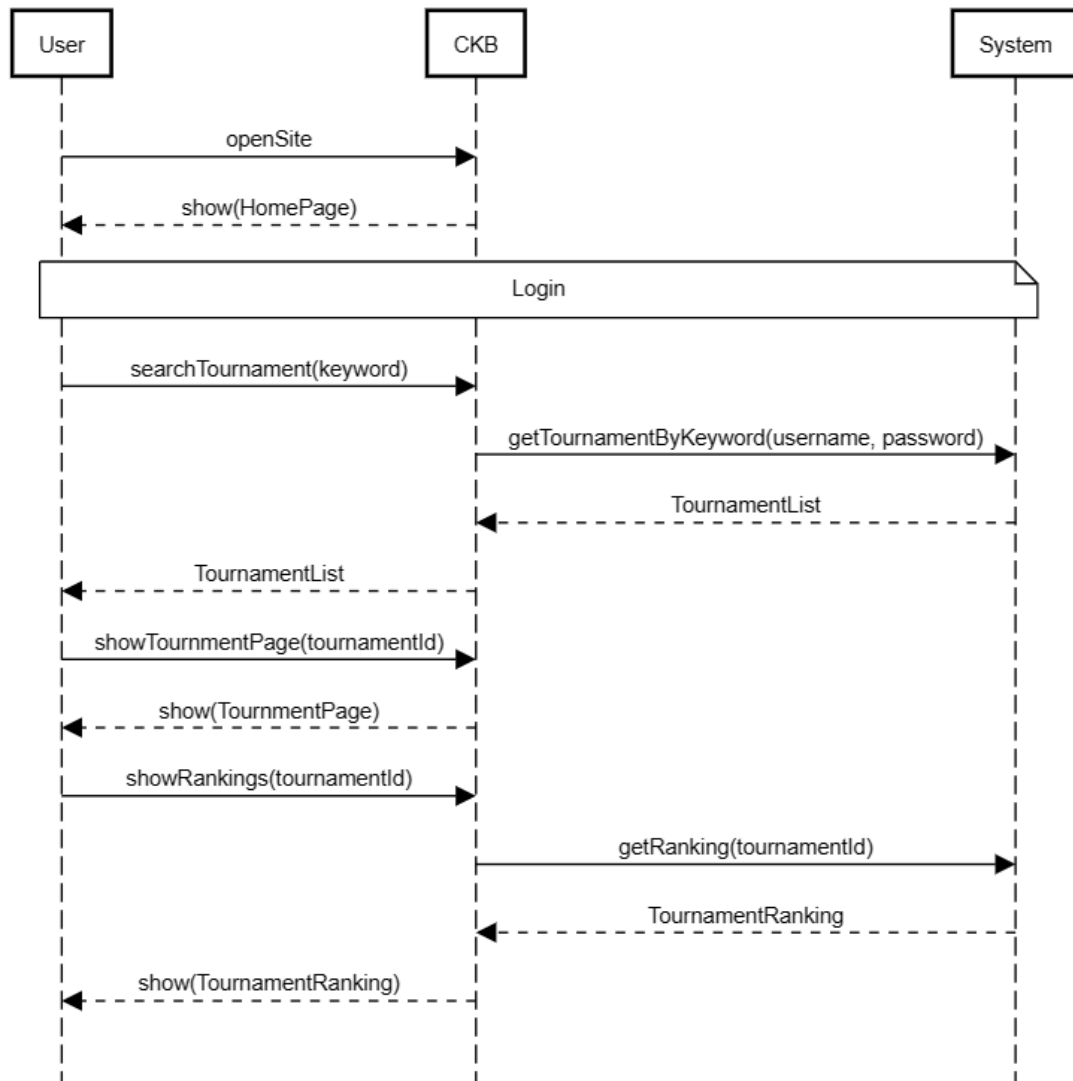 User
CKB
System
openSite
show(HomePage)
Login
searchTournament(keyword)
getTournamentByKeyword(username, password)
TournamentList
TournamentList
showTournmentPage(tournamentId)
show(TournmentPage)
showRankings(tournamentId)
getRanking(tournamentId)
TournamentRanking
show(TournamentRanking)